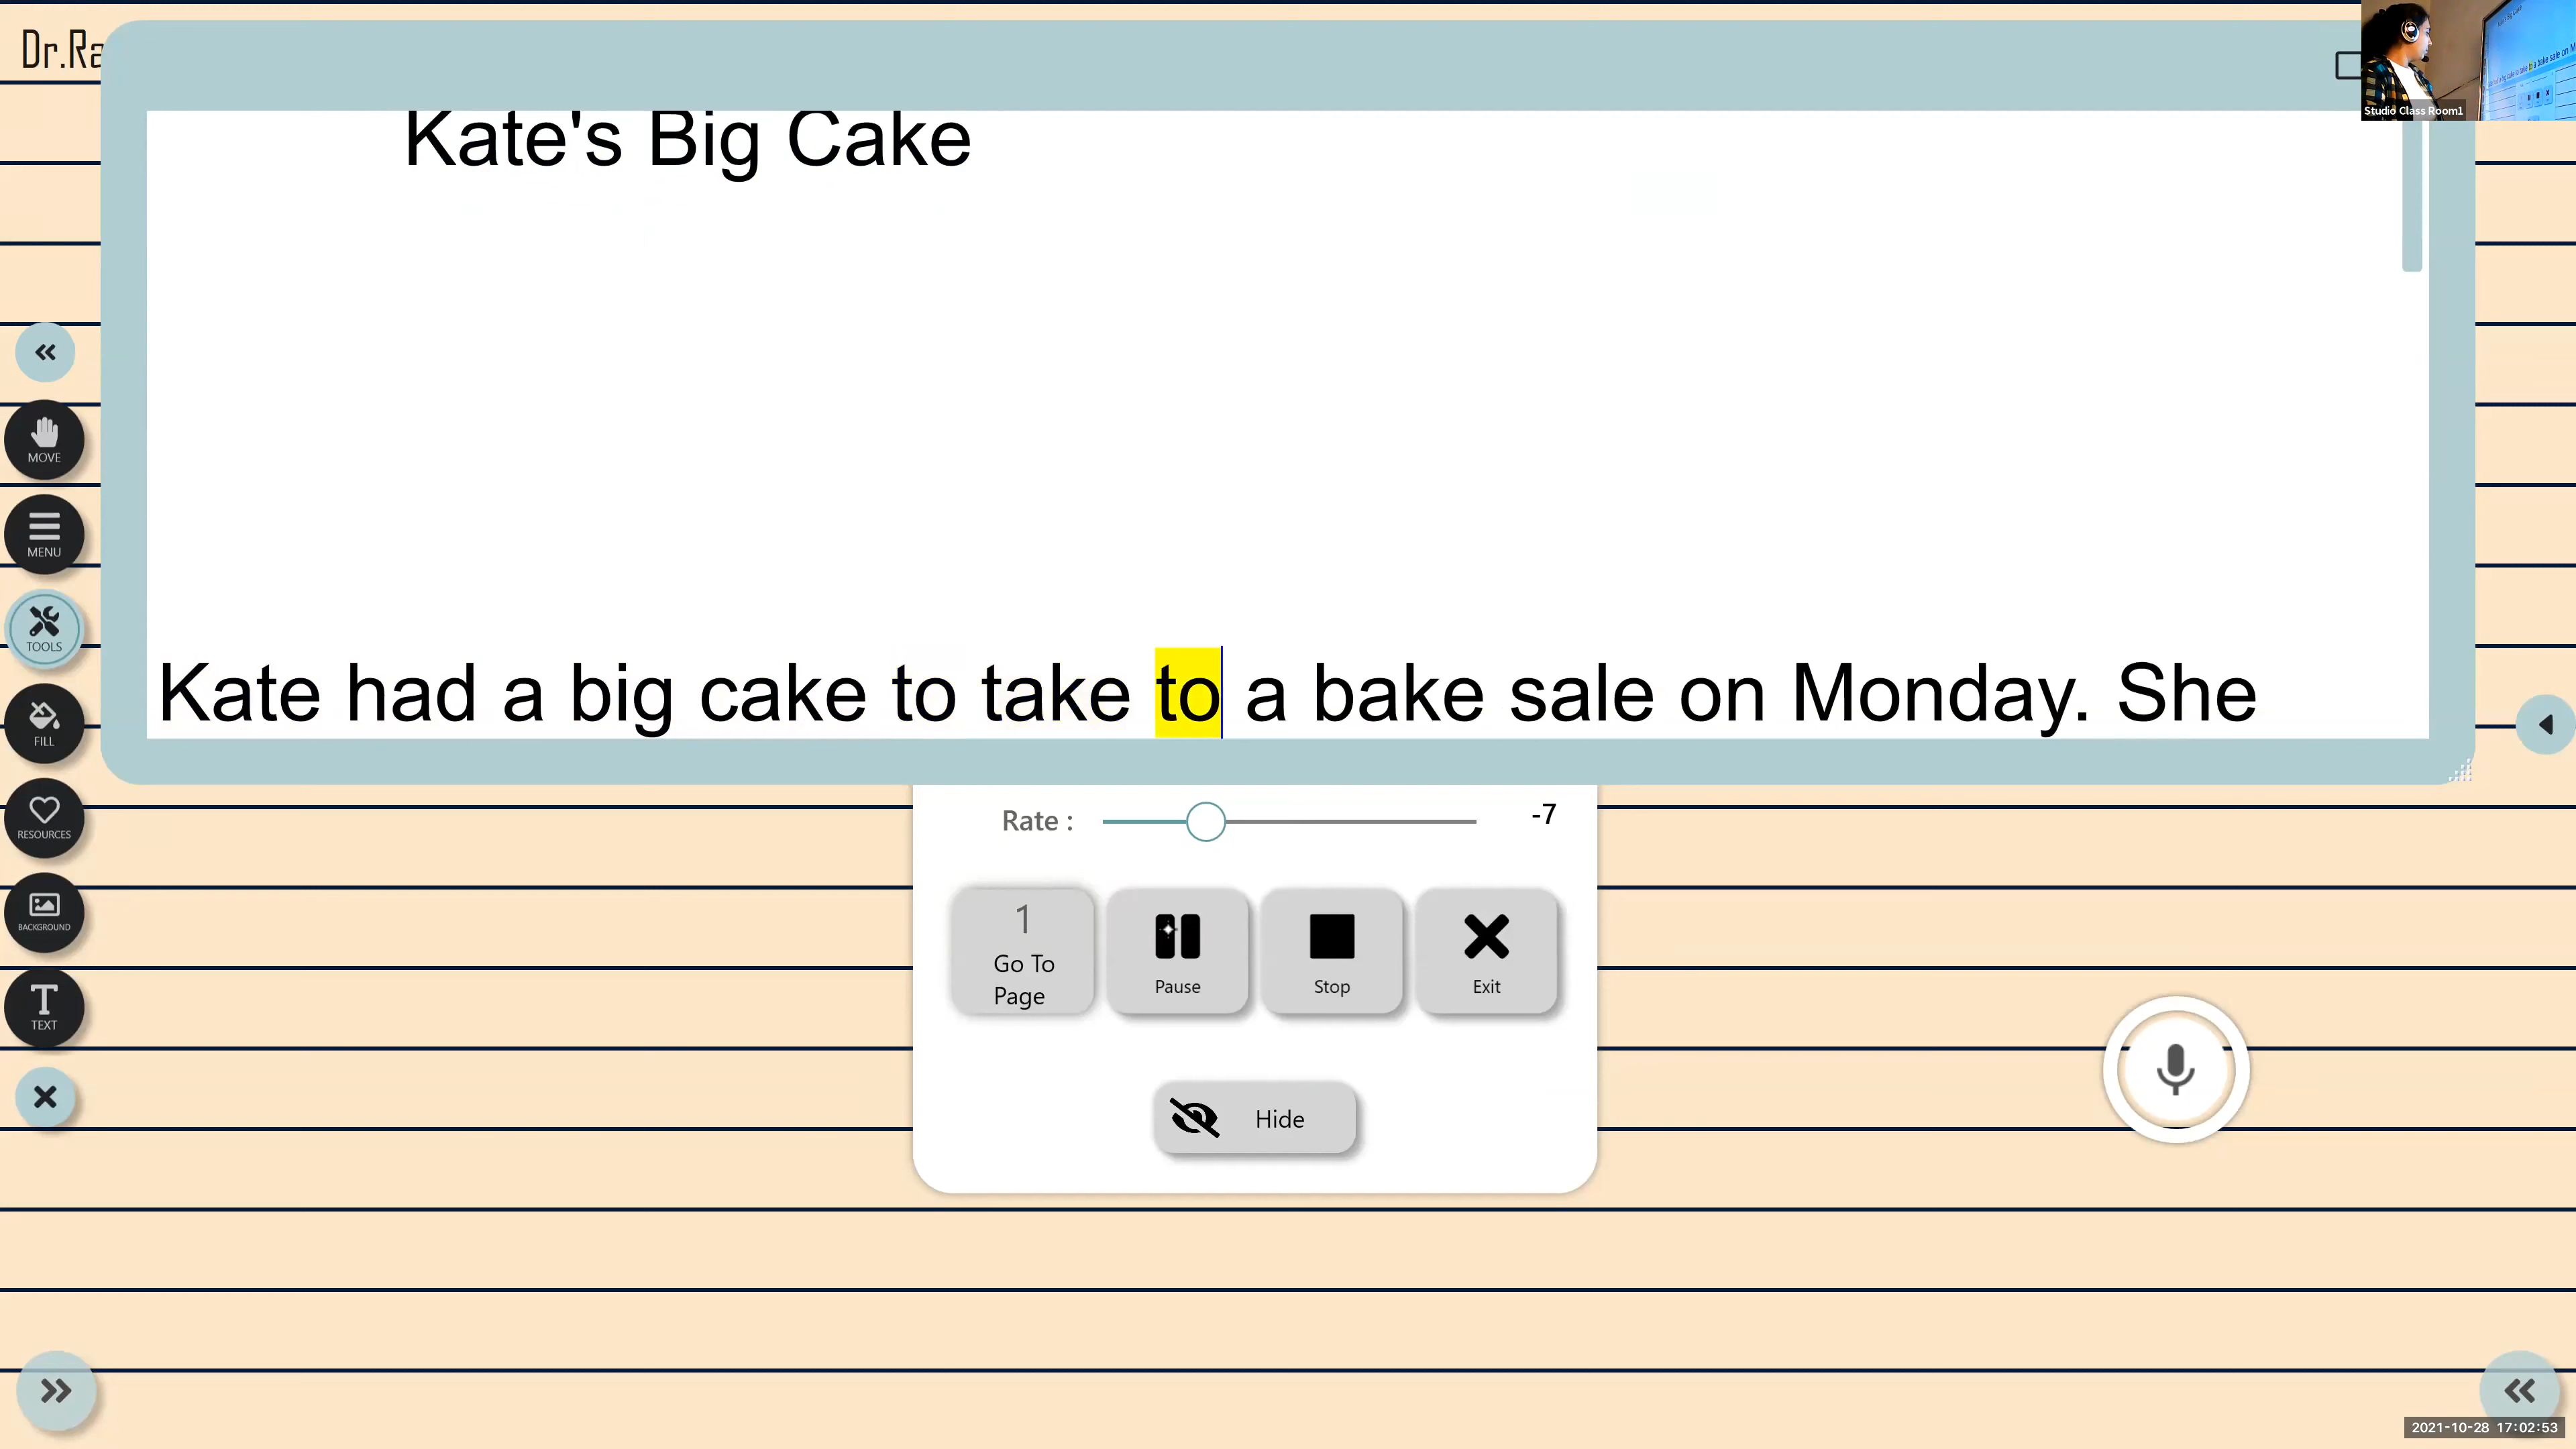 Dr.Ra
Kate's Big Cake
Studio Class Room1
Kate had a big cake to take to a bake sale on Monday. She
MOVE
MENU
TOOLS
FILL
RESOURCES
BACKGROUND
TEXT
Rate :
-7
1
Go To
Page
Pause
Stop
Exit
Hide
2021-10-28 17:02:53